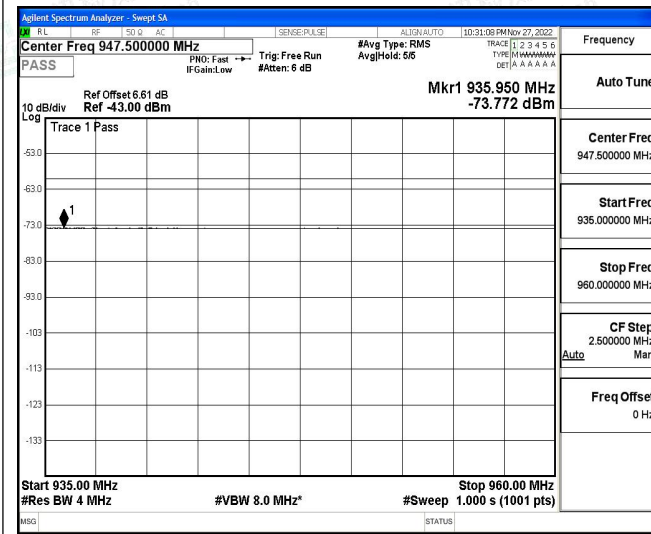 Agilent Spectrum Analyzer - Swept SA
LXI RL RF 50 Ω AC SENSE:PULSE ALIGN AUTO 10:31:08 PM Nov 27, 2022
Center Freq 947.500000 MHz
PASS
PNO: Fast
IFGain:Low
Trig: Free Run
#Atten: 6 dB
#Avg Type: RMS
Avg|Hold: 5/5
TRACE 1 2 3 4 5 6
TYPE M
DET A A A A A A
Mkr1 935.950 MHz
-73.772 dBm
Ref Offset 6.61 dB
10 dB/div Ref -43.00 dBm
Log
Trace 1 Pass
1
-53.0
-63.0
-73.0
-83.0
-93.0
-103
-113
-123
-133
Start 935.00 MHz Stop 960.00 MHz
#Res BW 4 MHz #VBW 8.0 MHz* #Sweep 1.000 s (1001 pts)
MSG STATUS
Frequency
Auto Tune
Center Freq
947.500000 MHz
Start Freq
935.000000 MHz
Stop Freq
960.000000 MHz
CF Step
2.500000 MHz
Auto Man
Freq Offset
0 Hz